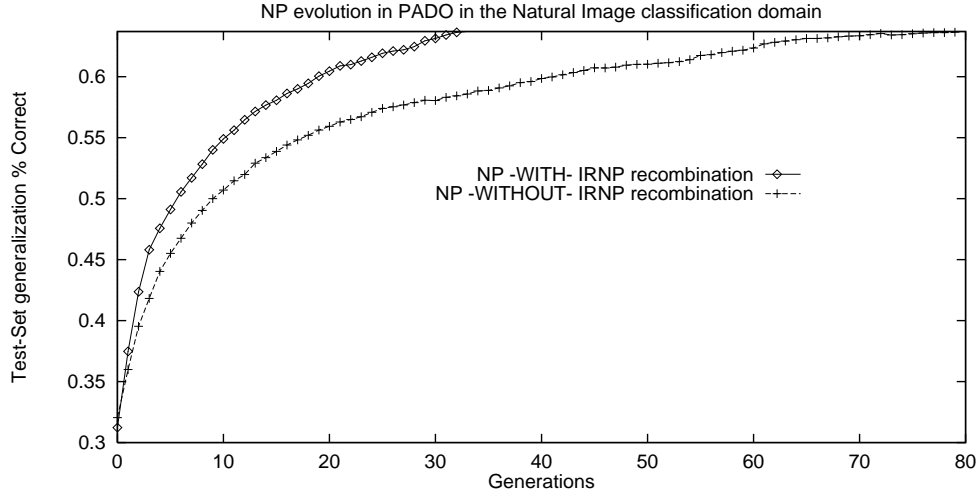 NP evolution in PADO in the Natural Image classification domain
Test-Set generalization % Correct
0.6
0.55
0.5
0.45
0.4
0.35
0.3
NP -WITH- IRNP recombination
NP -WITHOUT- IRNP recombination
0 10 20 30 40 50 60 70 80
Generations